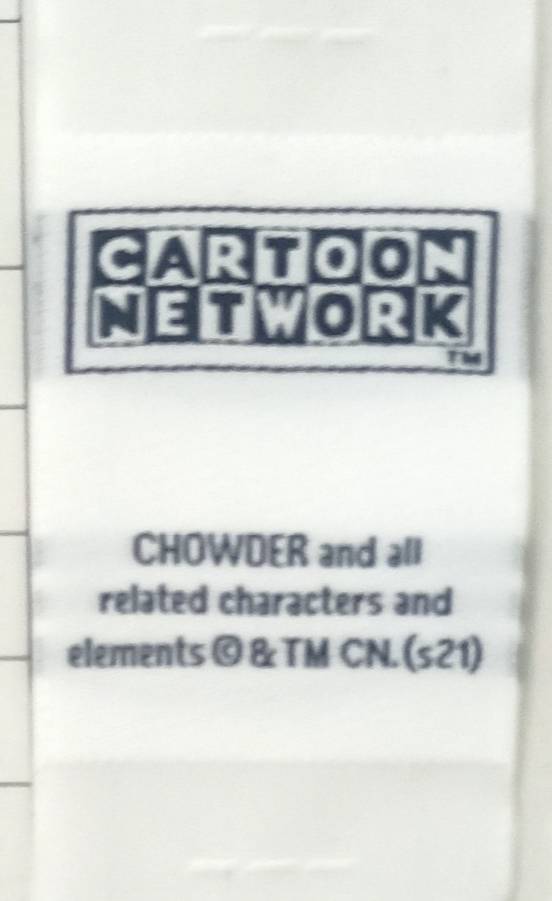 CARTOON
NETWORK
TM
CHOWDER and all
related characters and
elements © & TM CN. (s21)